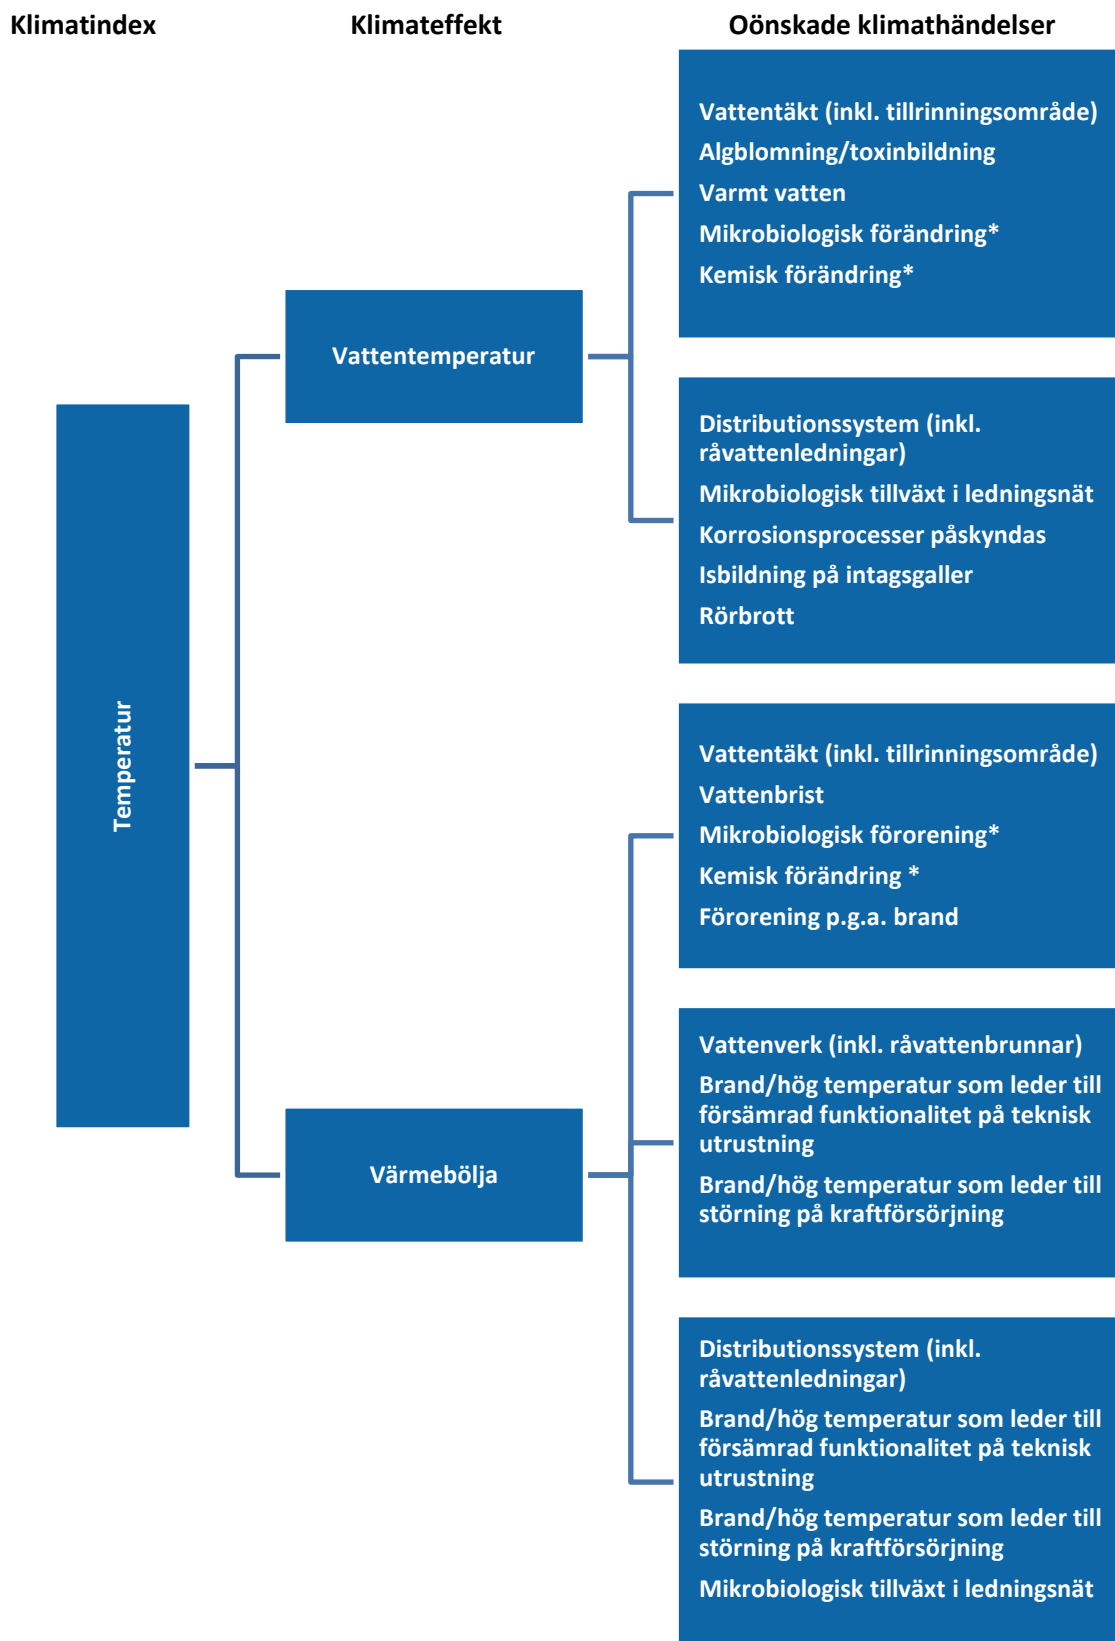 Klimatindex
Klimateffekt
Oönskade klimathändelser
Temperatur
Vattentemperatur
Vattentäkt (inkl. tillrinningsområde)
Algblomning/toxinbildning
Varmt vatten
Mikrobiologisk förändring*
Kemisk förändring*
Distributionssystem (inkl.
råvattenledningar)
Mikrobiologisk tillväxt i ledningsnät
Korrosionsprocesser påskyndas
Isbildning på intagsgaller
Rörbrott
Värmebölja
Vattentäkt (inkl. tillrinningsområde)
Vattenbrist
Mikrobiologisk förorening*
Kemisk förändring *
Förorening p.g.a. brand
Vattenverk (inkl. råvattenbrunnar)
Brand/hög temperatur som leder till
försämrad funktionalitet på teknisk
utrustning
Brand/hög temperatur som leder till
störning på kraftförsörjning
Distributionssystem (inkl.
råvattenledningar)
Brand/hög temperatur som leder till
försämrad funktionalitet på teknisk
utrustning
Brand/hög temperatur som leder till
störning på kraftförsörjning
Mikrobiologisk tillväxt i ledningsnät